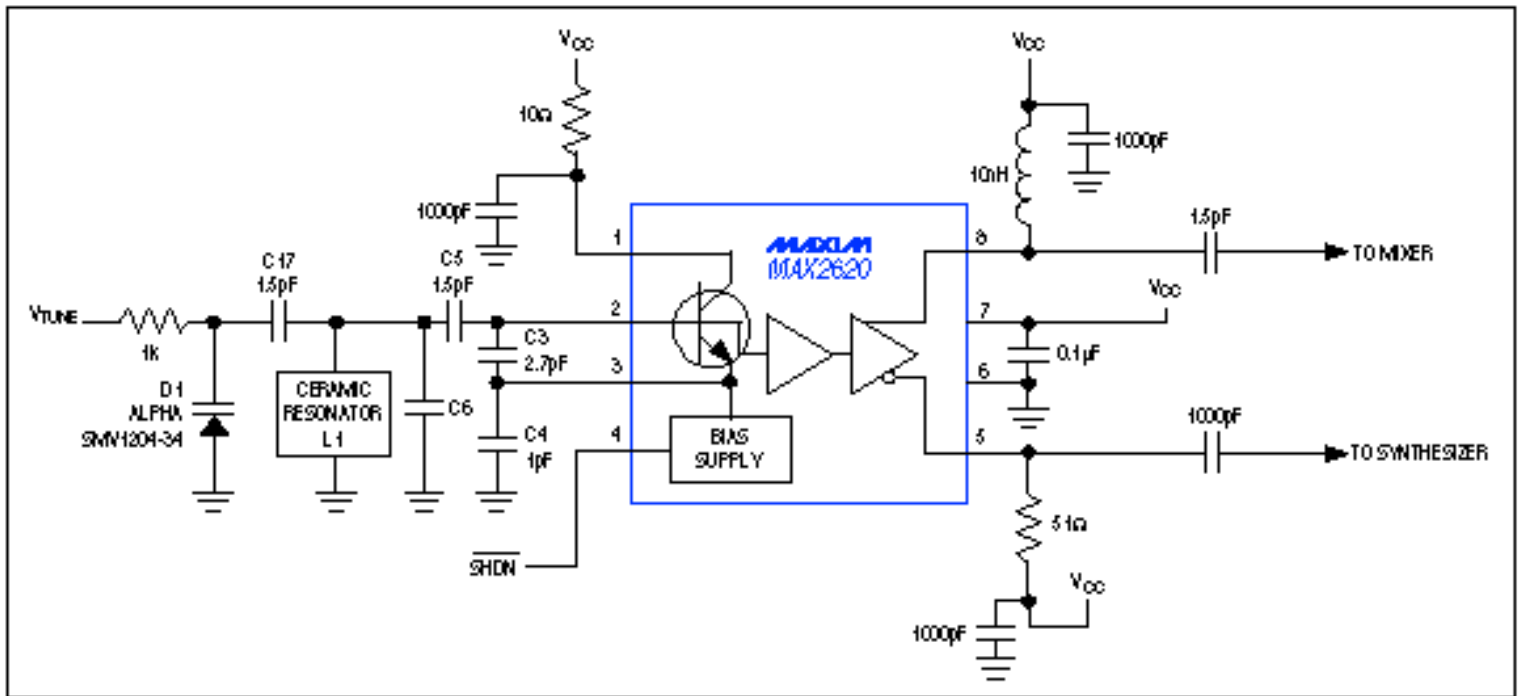 VCC
10Ω
1000pF
VCC
1000pF
10nH
1
MAXIM
MAX2620
8
1.5pF
TO MIXER
C17
1.5pF
C5
1.5pF
VTUNE
1k
2
C3
2.7pF
3
7
VCC
0.1µF
6
D1
ALPHA
SMV1204-34
CERAMIC
RESONATOR
L1
C6
C4
1pF
4
BIAS
SUPPLY
5
1000pF
TO SYNTHESIZER
51Ω
SHDN
VCC
1000pF